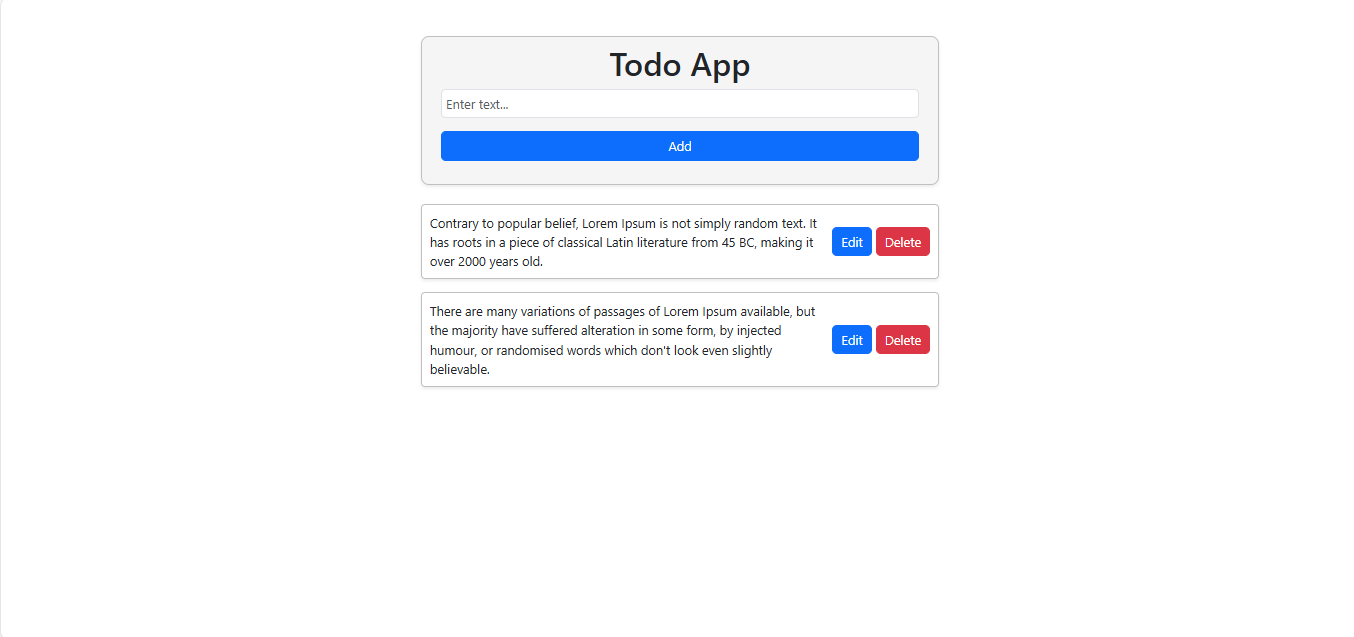 Todo App
Enter text...
Add
Contrary to popular belief, Lorem Ipsum is not simply random text. It
has roots in a piece of classical Latin literature from 45 BC, making it
over 2000 years old.
Edit Delete
There are many variations of passages of Lorem Ipsum available, but
the majority have suffered alteration in some form, by injected
humour, or randomised words which don't look even slightly
believable.
Edit Delete